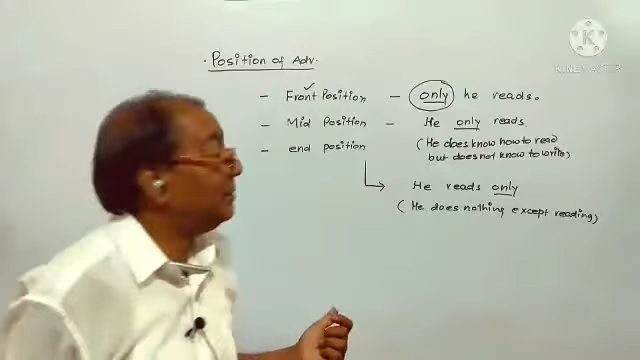 KINEMASTER
. Position of Adv.
- Front Position - only he reads.
- Mid Position - He only reads
(He does know how to read
but does not know to write)
- end position
He reads only
(He does nothing except reading)